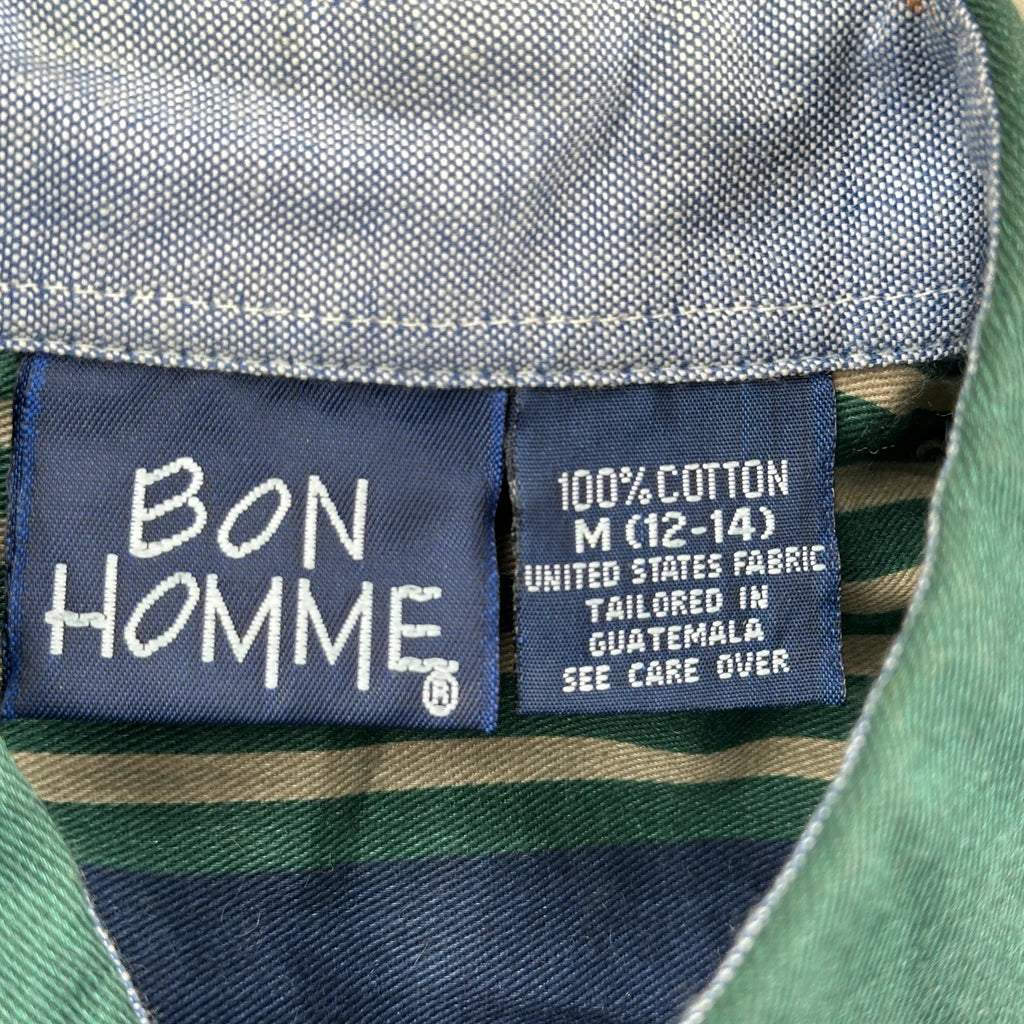 BON
HOMME®
100% COTTON
M (12-14)
UNITED STATES FABRIC
TAILORED IN
GUATEMALA
SEE CARE OVER